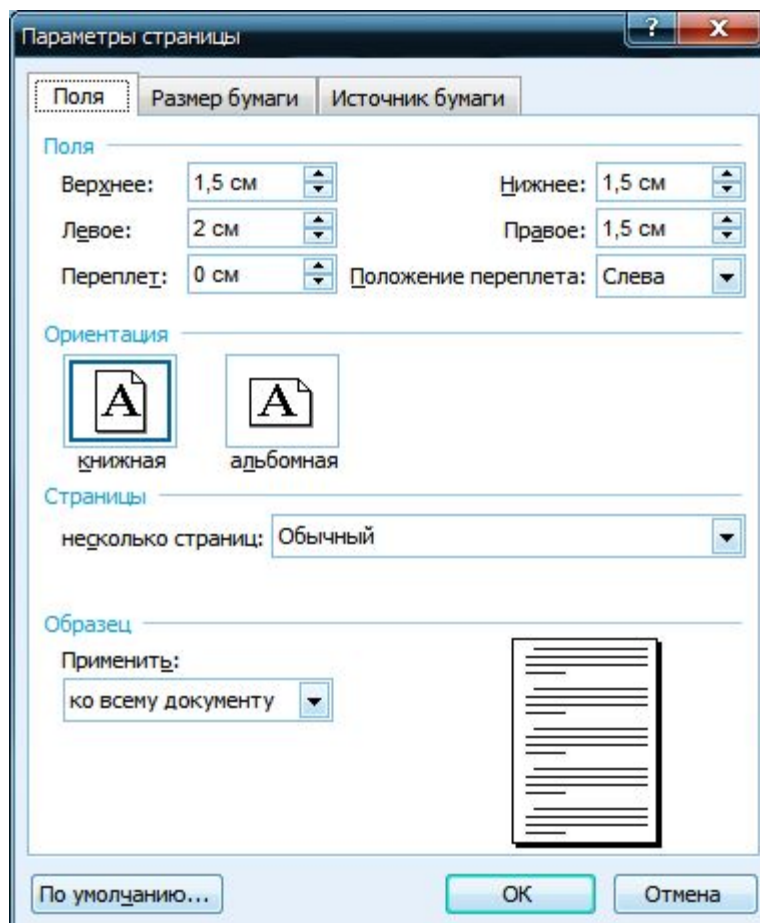 Параметры страницы
?
X
Поля Размер бумаги Источник бумаги
Поля
Верхнее: 1,5 см Нижнее: 1,5 см
Левое: 2 см Правое: 1,5 см
Переплет: 0 см Положение переплета: Слева
Ориентация
A A
книжная альбомная
Страницы
несколько страниц: Обычный
Образец
Применить:
ко всему документу
По умолчанию... ОК Отмена